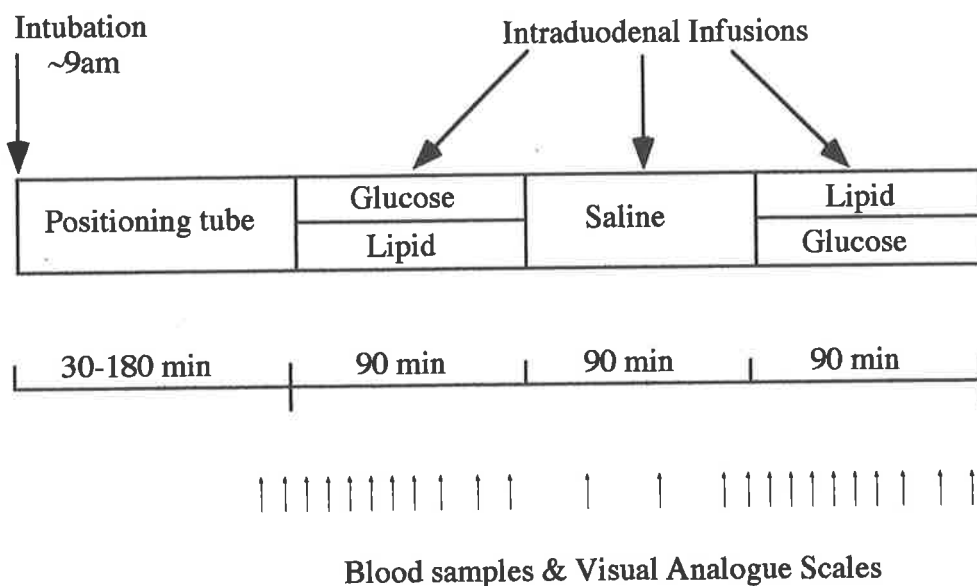 Intubation
~9am
Intraduodenal Infusions
Positioning tube
Glucose
Lipid
Saline
Lipid
Glucose
30-180 min
90 min
90 min
90 min
Blood samples & Visual Analogue Scales